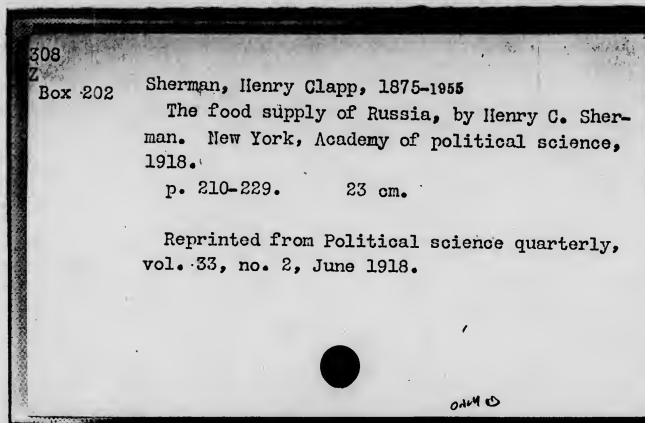 308
Z
Box 202
Sherman, Henry Clapp, 1875-1955
The food supply of Russia, by Henry C. Sher-
man. New York, Academy of political science,
1918.
p. 210-229. 23 cm.
Reprinted from Political science quarterly,
vol. 33, no. 2, June 1918.